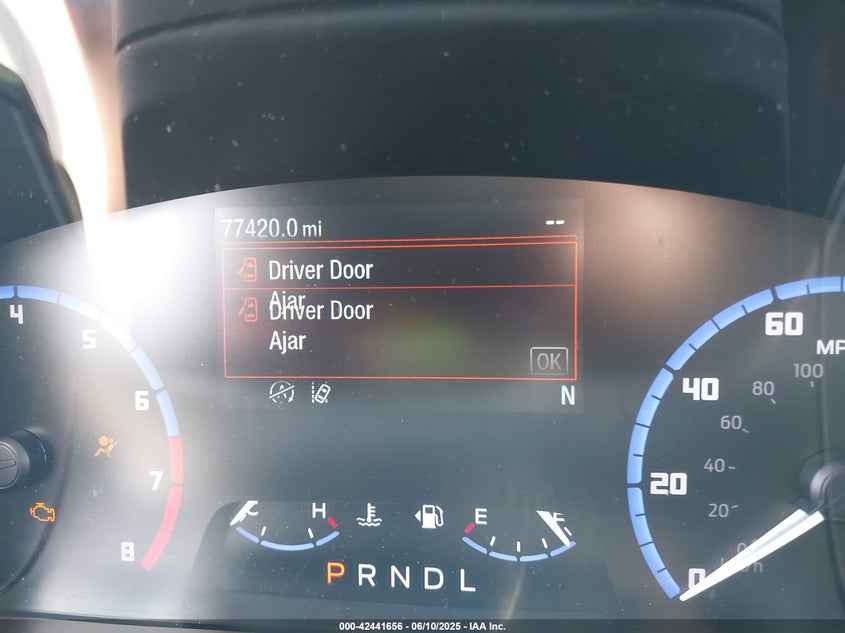 77420.0 mi
--
Driver Door
Ajar
Driver Door
Ajar
OK
N
4
5
6
7
8
C
H
E
F
P R N D L
60
40
20
0
MP
100
80
60
40
20
000-42441656 - 06/10/2025 - IAA Inc.